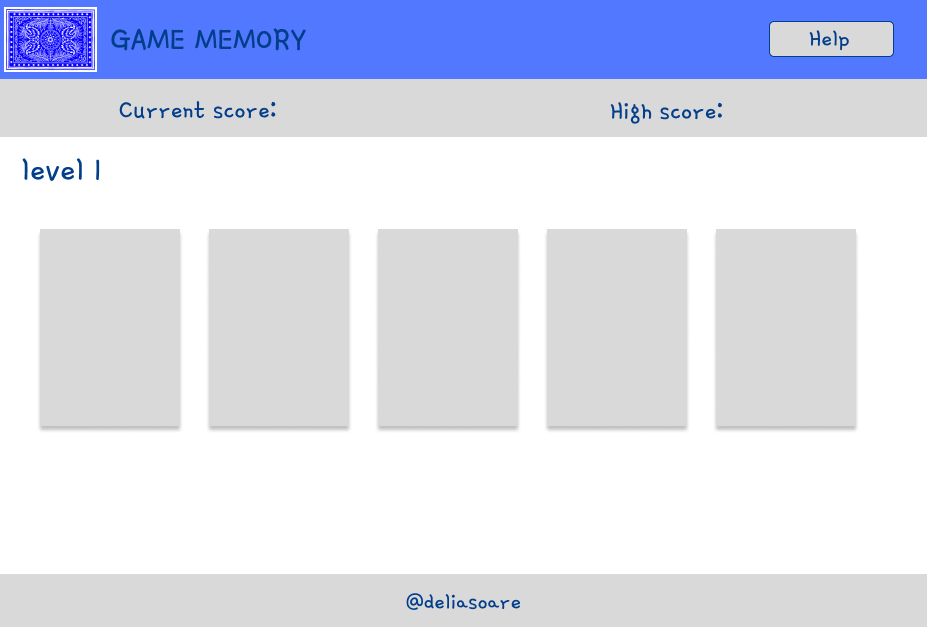 GAME MEMORY
Help
Current score:
High score:
level 1
@deliasoare